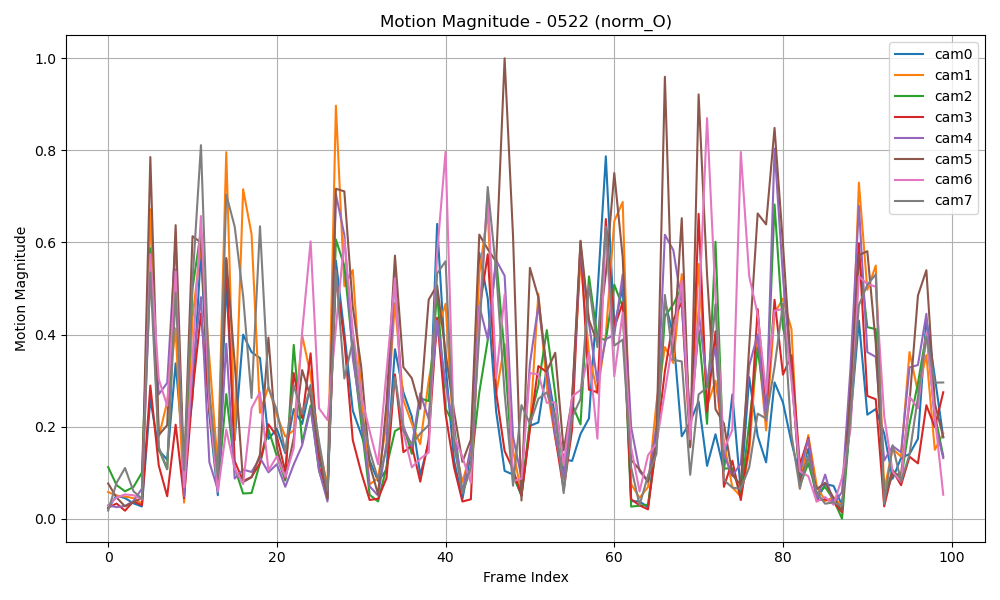 Motion Magnitude - 0522 (norm_O)
Motion Magnitude
1.0
0.8
0.6
0.4
0.2
0.0
0
20
40
60
80
100
Frame Index
cam0
cam1
cam2
cam3
cam4
cam5
cam6
cam7